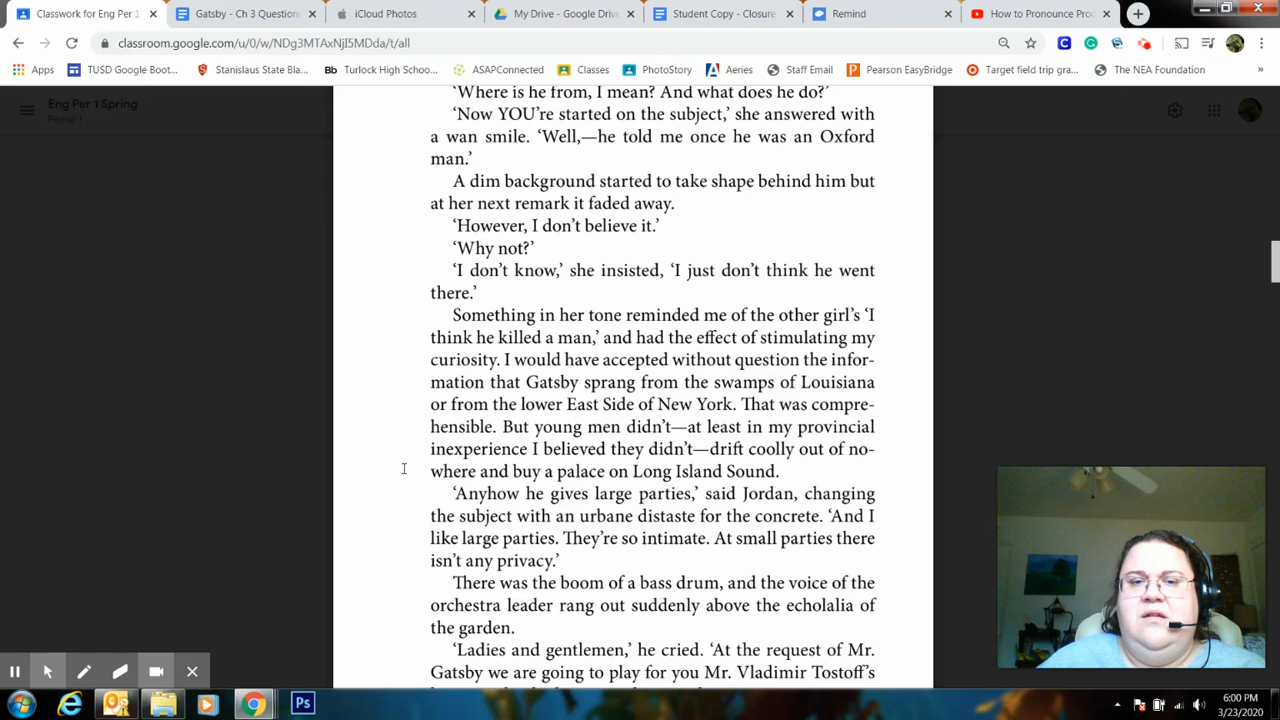 Classwork for Eng Per 1
Gatsby - Ch 3 Question
iCloud Photos
My Drive - Google Drive
Student Copy - Closure
Remind
How to Pronounce Proc
classroom.google.com/u/0/w/NDg3MTAxNjI5MDda/t/all
Apps
TUSD Google Boot...
Stanislaus State Bla...
Bb Turlock High Schoo...
ASAPConnected
Classes
PhotoStory
Aeries
Staff Email
Pearson EasyBridge
Target field trip gra...
The NEA Foundation
»
Eng Per 1 Spring
Period 1
‘Where is he from, I mean? And what does he do?’
‘Now YOU’re started on the subject,’ she answered with
a wan smile. ‘Well,—he told me once he was an Oxford
man.’
A dim background started to take shape behind him but
at her next remark it faded away.
‘However, I don’t believe it.’
‘Why not?’
‘I don’t know,’ she insisted, ‘I just don’t think he went
there.’
Something in her tone reminded me of the other girl’s ‘I
think he killed a man,’ and had the effect of stimulating my
curiosity. I would have accepted without question the infor-
mation that Gatsby sprang from the swamps of Louisiana
or from the lower East Side of New York. That was compre-
hensible. But young men didn’t—at least in my provincial
inexperience I believed they didn’t—drift coolly out of no-
where and buy a palace on Long Island Sound.
‘Anyhow he gives large parties,’ said Jordan, changing
the subject with an urbane distaste for the concrete. ‘And I
like large parties. They’re so intimate. At small parties there
isn’t any privacy.’
There was the boom of a bass drum, and the voice of the
orchestra leader rang out suddenly above the echolalia of
the garden.
‘Ladies and gentlemen,’ he cried. ‘At the request of Mr.
Gatsby we are going to play for you Mr. Vladimir Tostoff’s
Ps
6:00 PM
3/23/2020